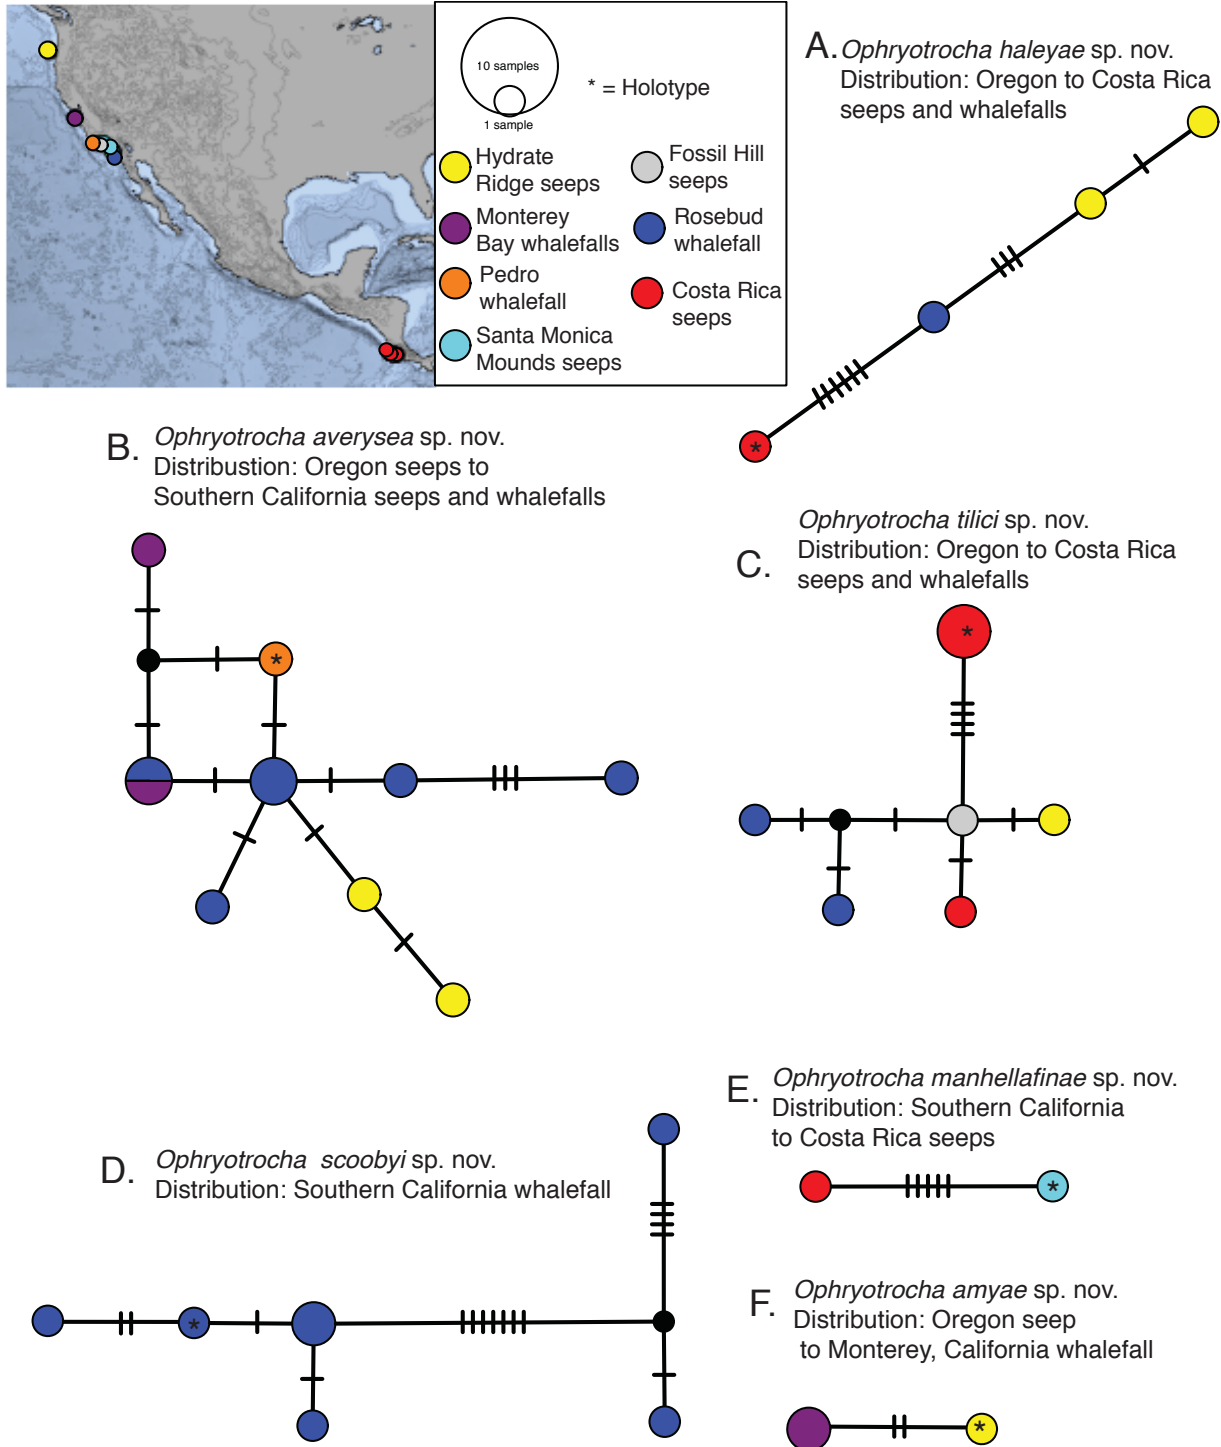 10 samples
1 sample
* = Holotype
Hydrate
Ridge seeps
Monterey
Bay whalefalls
Pedro
whalefall
Santa Monica
Mounds seeps
Fossil Hill
seeps
Rosebud
whalefall
Costa Rica
seeps
A. Ophryotrocha haleyae sp. nov.
Distribution: Oregon to Costa Rica
seeps and whalefalls
*
B. Ophryotrocha averysea sp. nov.
Distribustion: Oregon seeps to
Southern California seeps and whalefalls
*
C. Ophryotrocha tilici sp. nov.
Distribution: Oregon to Costa Rica
seeps and whalefalls
*
D. Ophryotrocha scoobyi sp. nov.
Distribution: Southern California whalefall
*
E. Ophryotrocha manhellafinae sp. nov.
Distribution: Southern California
to Costa Rica seeps
*
F. Ophryotrocha amyae sp. nov.
Distribution: Oregon seep
to Monterey, California whalefall
*